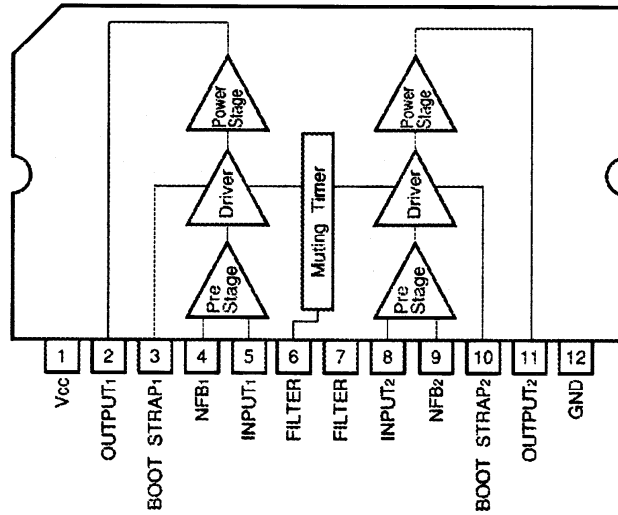 Power Stage
Power Stage
Driver
Muting Timer
Driver
Pre Stage
Pre Stage
1 2 3 4 5 6 7 8 9 10 11 12
Vcc
OUTPUT1
BOOT STRAP1
NFB1
INPUT1
FILTER
FILTER
INPUT2
NFB2
BOOT STRAP2
OUTPUT2
GND